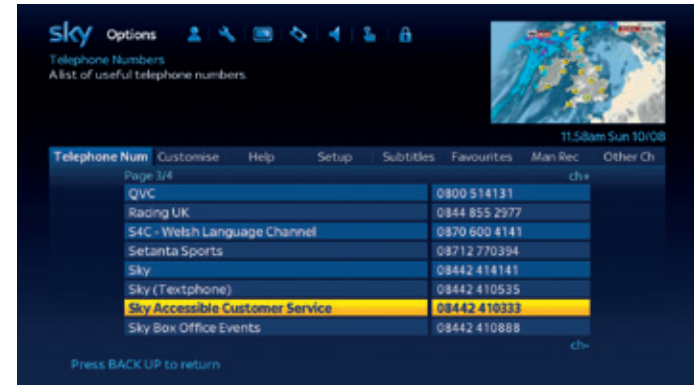 sky Options
Telephone Numbers
A list of useful telephone numbers.
11.58am Sun 10/08
Telephone Num Customise Help Setup Subtitles Favourites Man Rec Other Ch
Page 3/4 ch+
QVC 0800 514131
Racing UK 0844 855 2977
S4C - Welsh Language Channel 0870 600 4141
Setanta Sports 08712 770394
Sky 08442 414141
Sky (Textphone) 08442 410535
Sky Accessible Customer Service 08442 410333
Sky Box Office Events 08442 410888
ch-
Press BACK UP to return